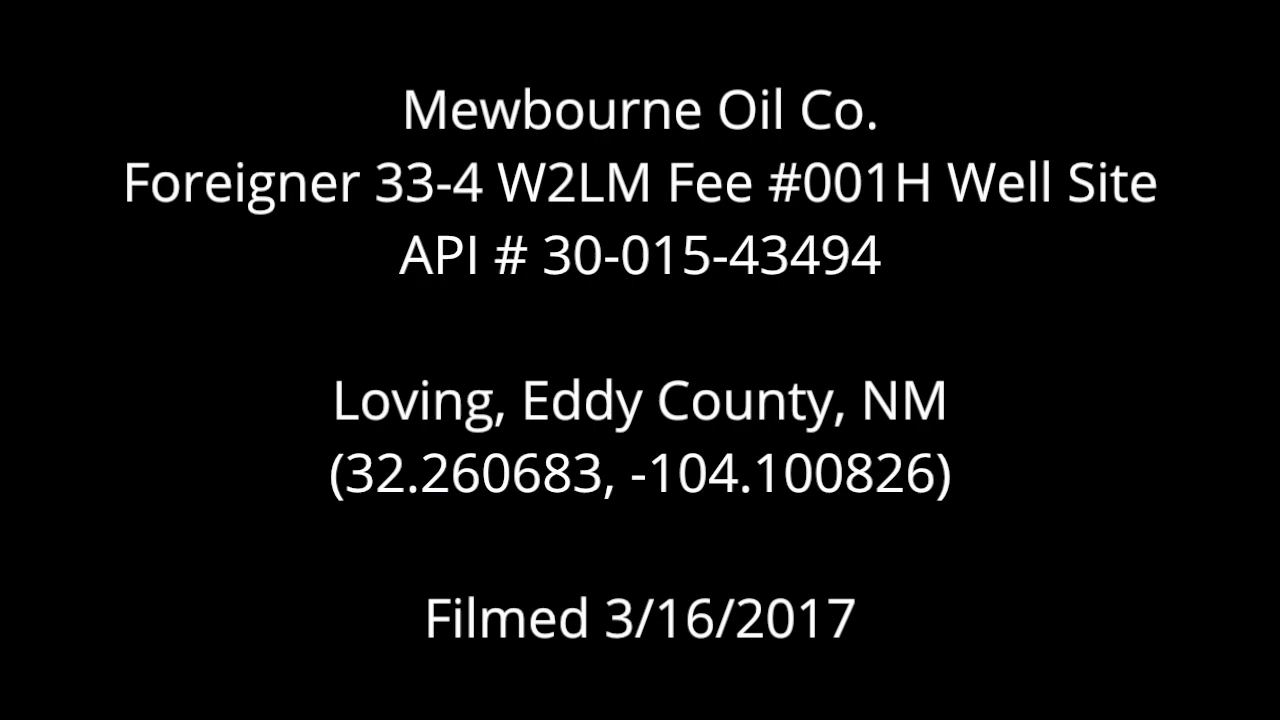 Mewbourne Oil Co.
Foreigner 33-4 W2LM Fee #001H Well Site
API # 30-015-43494
Loving, Eddy County, NM
(32.260683, -104.100826)
Filmed 3/16/2017